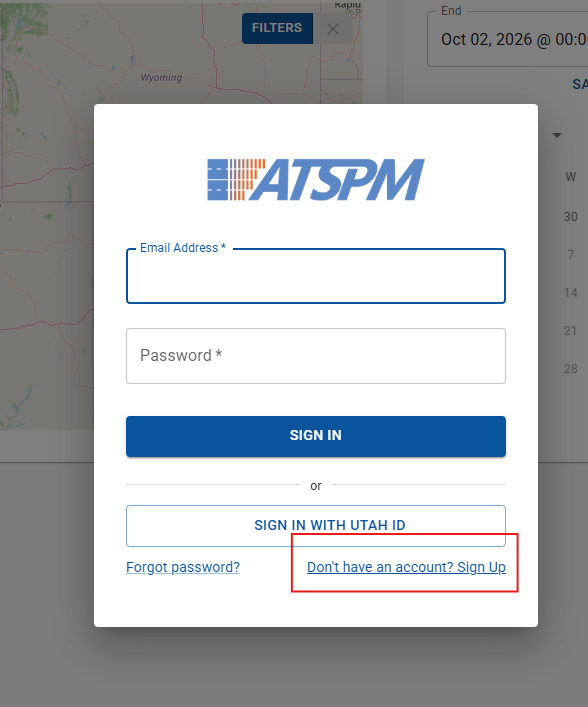 Rapid
FILTERS
End
Oct 02, 2026 @ 00:0
Wyoming
SA
ATSPM
W
30
7
14
21
28
Email Address *
Password *
SIGN IN
or
SIGN IN WITH UTAH ID
Forgot password?
Don't have an account? Sign Up